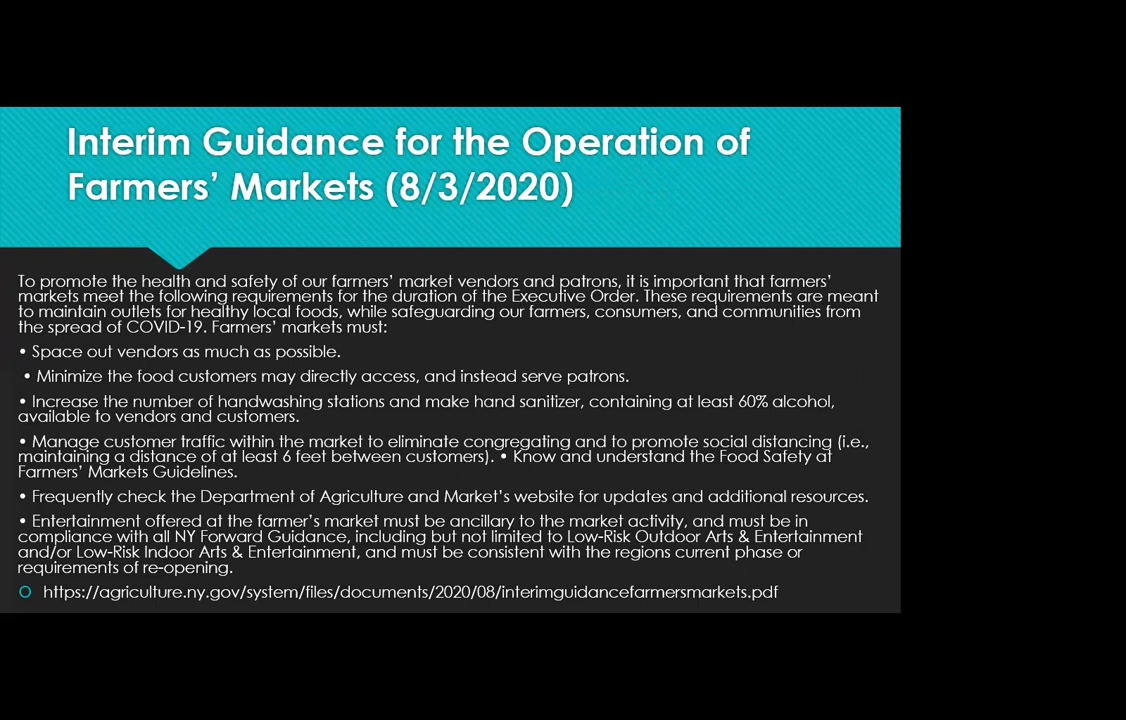 Interim Guidance for the Operation of
Farmers’ Markets (8/3/2020)
To promote the health and safety of our farmers’ market vendors and patrons, it is important that farmers’
markets meet the following requirements for the duration of the Executive Order. These requirements are meant
to maintain outlets for healthy local foods, while safeguarding our farmers, consumers, and communities from
the spread of COVID-19. Farmers’ markets must:
• Space out vendors as much as possible.
• Minimize the food customers may directly access, and instead serve patrons.
• Increase the number of handwashing stations and make hand sanitizer, containing at least 60% alcohol,
available to vendors and customers.
• Manage customer traffic within the market to eliminate congregating and to promote social distancing (i.e.,
maintaining a distance of at least 6 feet between customers). • Know and understand the Food Safety at
Farmers’ Markets Guidelines.
• Frequently check the Department of Agriculture and Market’s website for updates and additional resources.
• Entertainment offered at the farmer’s market must be ancillary to the market activity, and must be in
compliance with all NY Forward Guidance, including but not limited to Low-Risk Outdoor Arts & Entertainment
and/or Low-Risk Indoor Arts & Entertainment, and must be consistent with the regions current phase or
requirements of re-opening.
https://agriculture.ny.gov/system/files/documents/2020/08/interimguidancefarmersmarkets.pdf